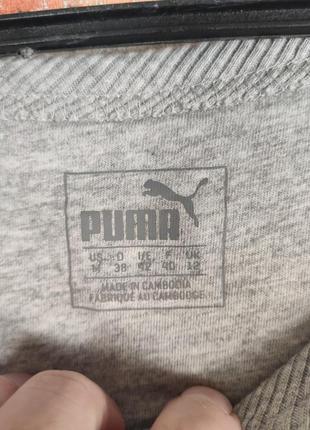 PUMA
US D I/E F UK
38 42 40 12
MADE IN CAMBODIA
FABRIQUÉ AU CAMBODGE